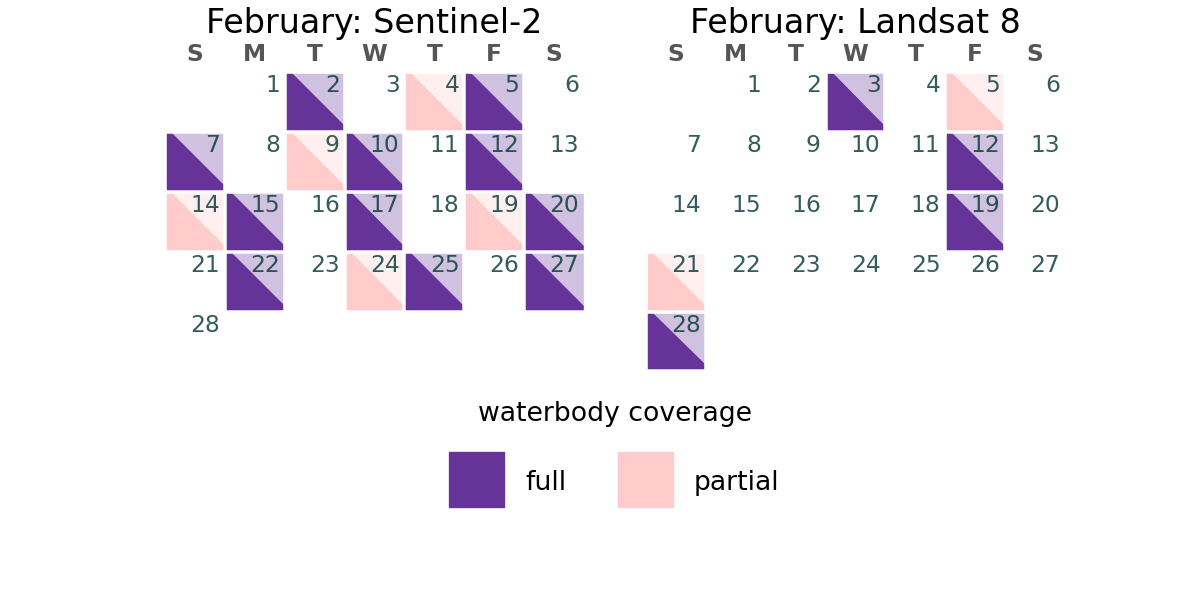 February: Sentinel-2
S M T W T F S
1 2 3 4 5 6
7 8 9 10 11 12 13
14 15 16 17 18 19 20
21 22 23 24 25 26 27
28
February: Landsat 8
S M T W T F S
1 2 3 4 5 6
7 8 9 10 11 12 13
14 15 16 17 18 19 20
21 22 23 24 25 26 27
28
waterbody coverage
full partial